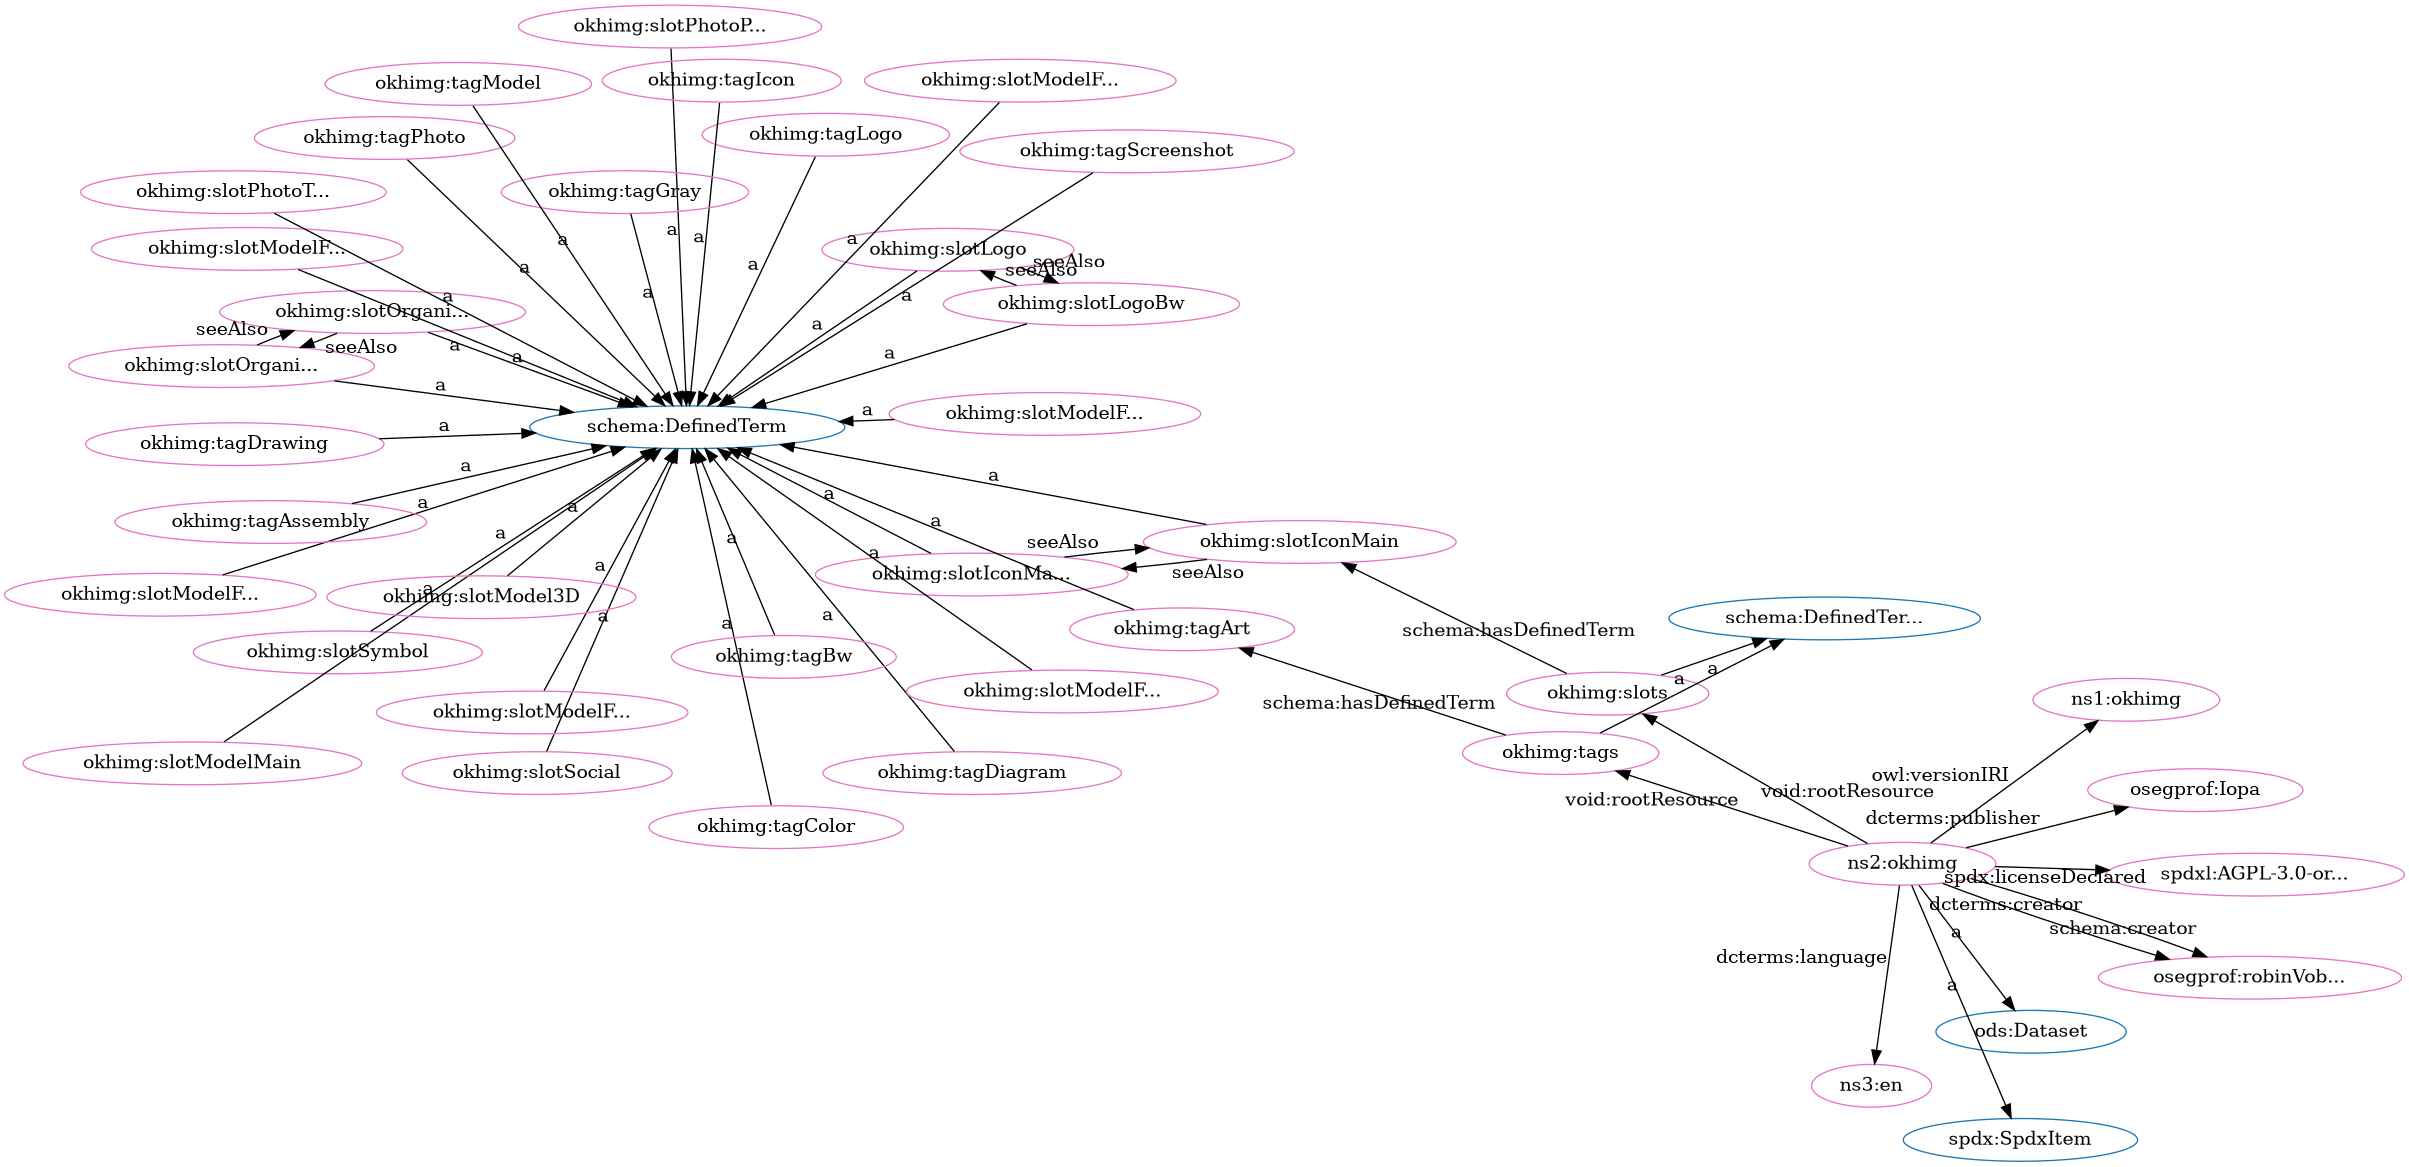 okhimg:slotPhotoP...
okhimg:tagModel
okhimg:tagIcon
okhimg:slotModelF...
okhimg:tagPhoto
okhimg:tagLogo
okhimg:tagScreenshot
okhimg:slotPhotoT...
okhimg:tagGray
a
a
a
a
okhimg:slotModelF...
okhimg:slotLogo
seeAlso
seeAlso
a
a
a
a
a
okhimg:slotOrgani...
okhimg:slotLogoBw
seeAlso
seeAlso
a
a
a
a
okhimg:slotOrgani...
a
a
okhimg:slotModelF...
schema:DefinedTerm
a
okhimg:tagDrawing
a
a
a
a
a
okhimg:tagAssembly
a
a
a
seeAlso
okhimg:slotIconMain
a
a
okhimg:slotIconMa...
seeAlso
okhimg:slotModelF...
a
okhimg:slotModel3D
a
a
a
okhimg:tagArt
schema:DefinedTer...
schema:hasDefinedTerm
okhimg:slotSymbol
okhimg:tagBw
a
a
okhimg:slotModelF...
okhimg:slots
schema:hasDefinedTerm
ns1:okhimg
okhimg:slotModelF...
okhimg:tags
okhimg:slotModelMain
okhimg:slotSocial
okhimg:tagDiagram
owl:versionIRI
void:rootResource
void:rootResource
osegprof:Iopa
dcterms:publisher
okhimg:tagColor
ns2:okhimg
spdx:licenseDeclared
spdxl:AGPL-3.0-or...
dcterms:creator
schema:creator
a
dcterms:language
osegprof:robinVob...
a
ods:Dataset
ns3:en
spdx:SpdxItem